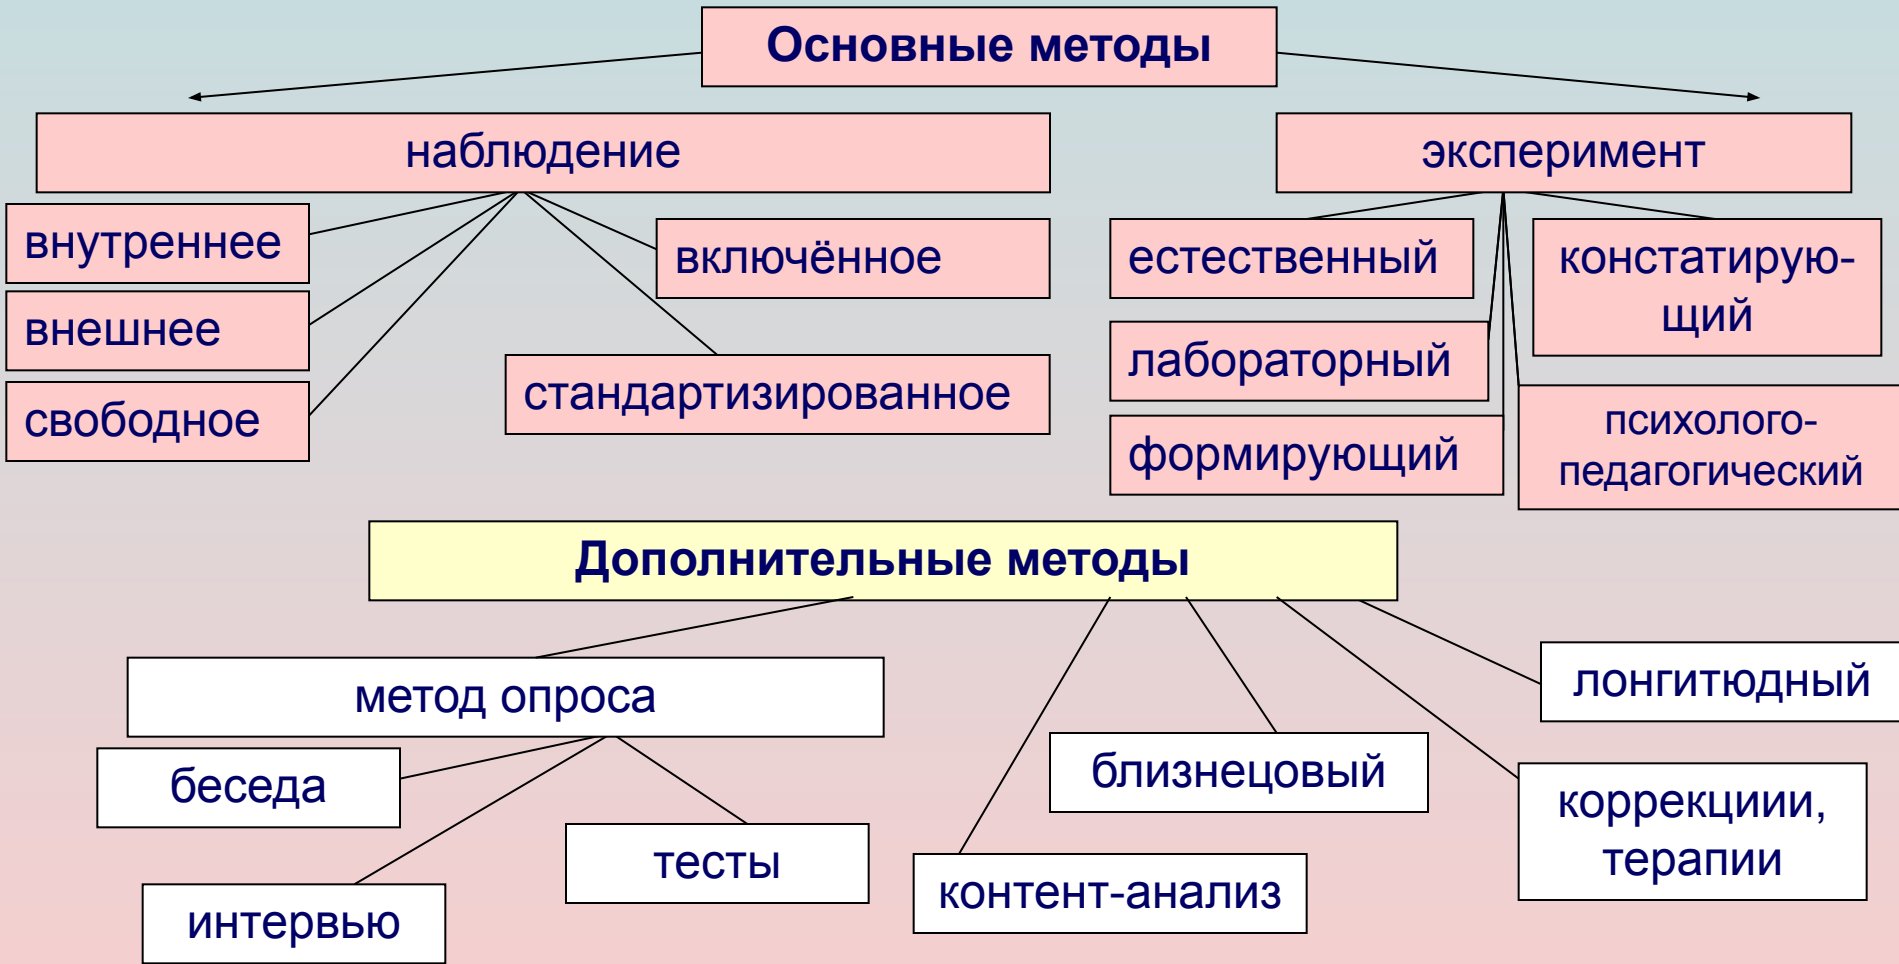 Основные методы
наблюдение
эксперимент
внутреннее
внешнее
свободное
включённое
стандартизированное
естественный
лабораторный
формирующий
констатирую-
щий
психолого-
педагогический
Дополнительные методы
метод опроса
беседа
интервью
тесты
контент-анализ
близнецовый
лонгитюдный
коррекциии,
терапии